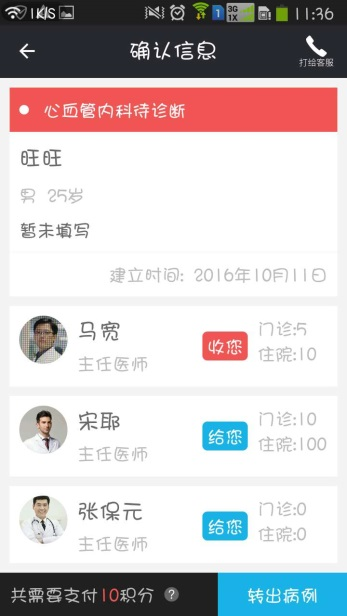 1K/S
3G
1X
1
11:36
确认信息
打给客服
心血管内科待诊断
旺旺
男 25岁
暂未填写
建立时间: 2016年10月11日
马宽
主任医师
收您
门诊:5
住院:10
宋耶
主任医师
给您
门诊:10
住院:100
张保元
主任医师
给您
门诊:0
住院:0
共需要支付10积分 ?
转出病例